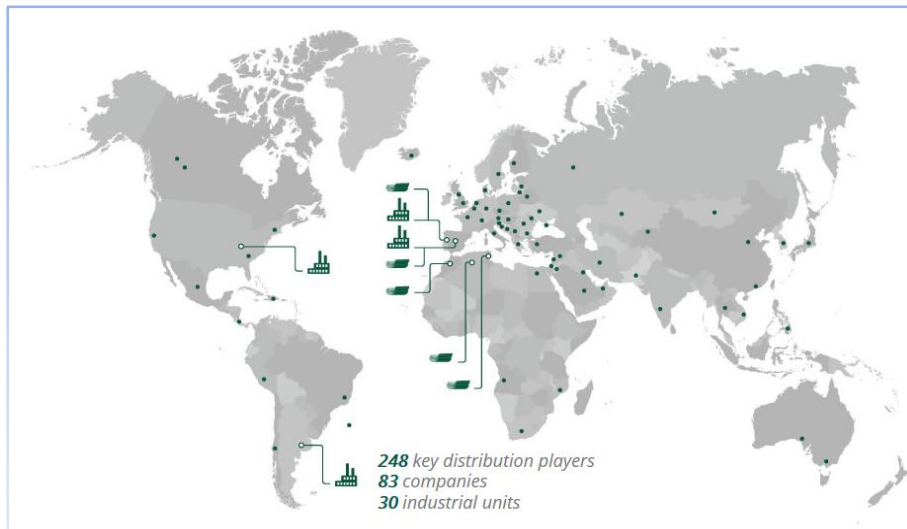 248 key distribution players
83 companies
30 industrial units